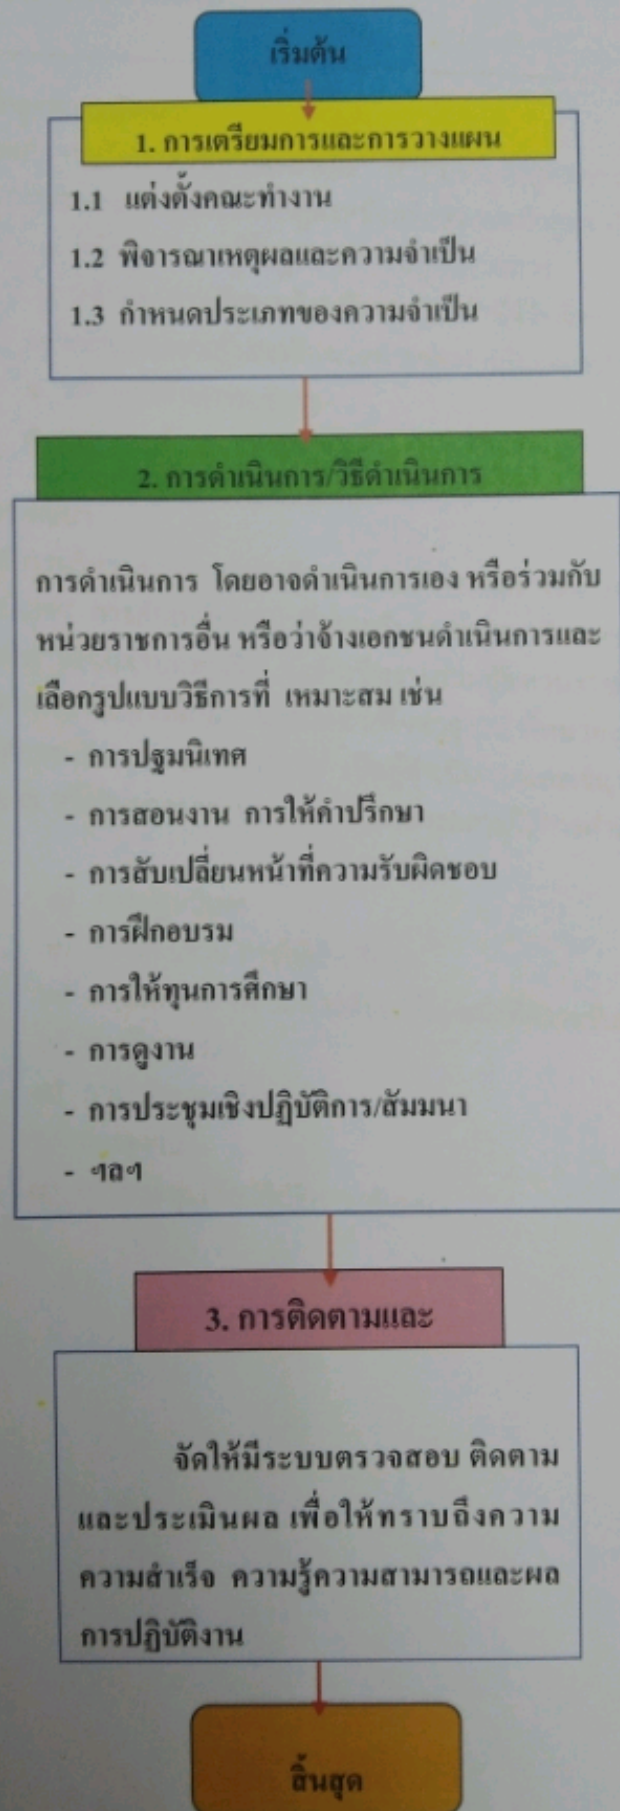 เริ่มต้น
1. การเตรียมการและการวางแผน
1.1 แต่งตั้งคณะทำงาน
1.2 พิจารณาเหตุผลและความจำเป็น
1.3 กำหนดประเภทของความจำเป็น
2. การดำเนินการ/วิธีดำเนินการ
การดำเนินการ โดยอาจดำเนินการเอง หรือร่วมกับ
หน่วยราชการอื่น หรือว่าจ้างเอกชนดำเนินการและ
เลือกรูปแบบวิธีการที่ เหมาะสม เช่น
- การปฐมนิเทศ
- การสอนงาน การให้คำปรึกษา
- การสับเปลี่ยนหน้าที่ความรับผิดชอบ
- การฝึกอบรม
- การให้ทุนการศึกษา
- การดูงาน
- การประชุมเชิงปฏิบัติการ/สัมมนา
- ฯลฯ
3. การติดตามและ
จัดให้มีระบบตรวจสอบ ติดตาม
และประเมินผล เพื่อให้ทราบถึงความ
ความสำเร็จ ความรู้ความสามารถและผล
การปฏิบัติงาน
สิ้นสุด